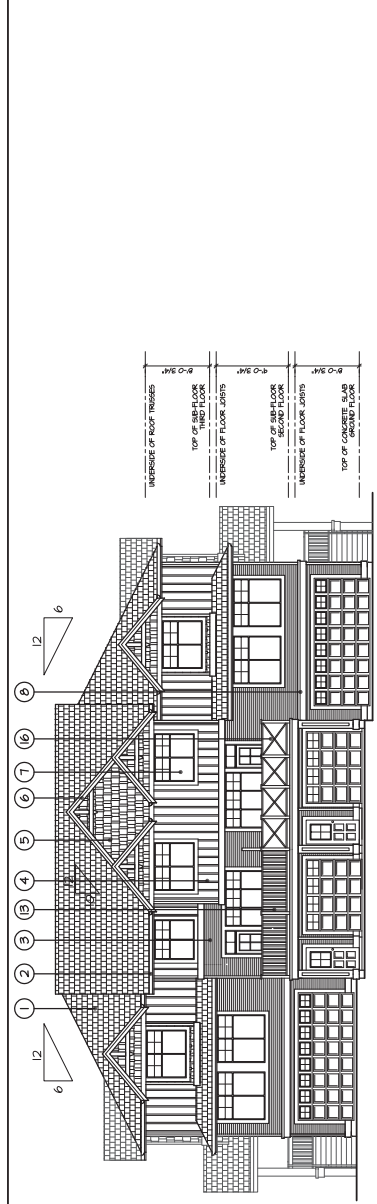 12
6
12
12
6
1
2
3
13
4
5
6
7
16
8
UNDERSIDE OF ROOF TRUSSES
8'-0 3/4"
TOP OF SUB-FLOOR
THIRD FLOOR
UNDERSIDE OF FLOOR JOISTS
9'-0 3/4"
TOP OF SUB-FLOOR
SECOND FLOOR
UNDERSIDE OF FLOOR JOISTS
8'-0 3/4"
TOP OF CONCRETE SLAB
GROUND FLOOR